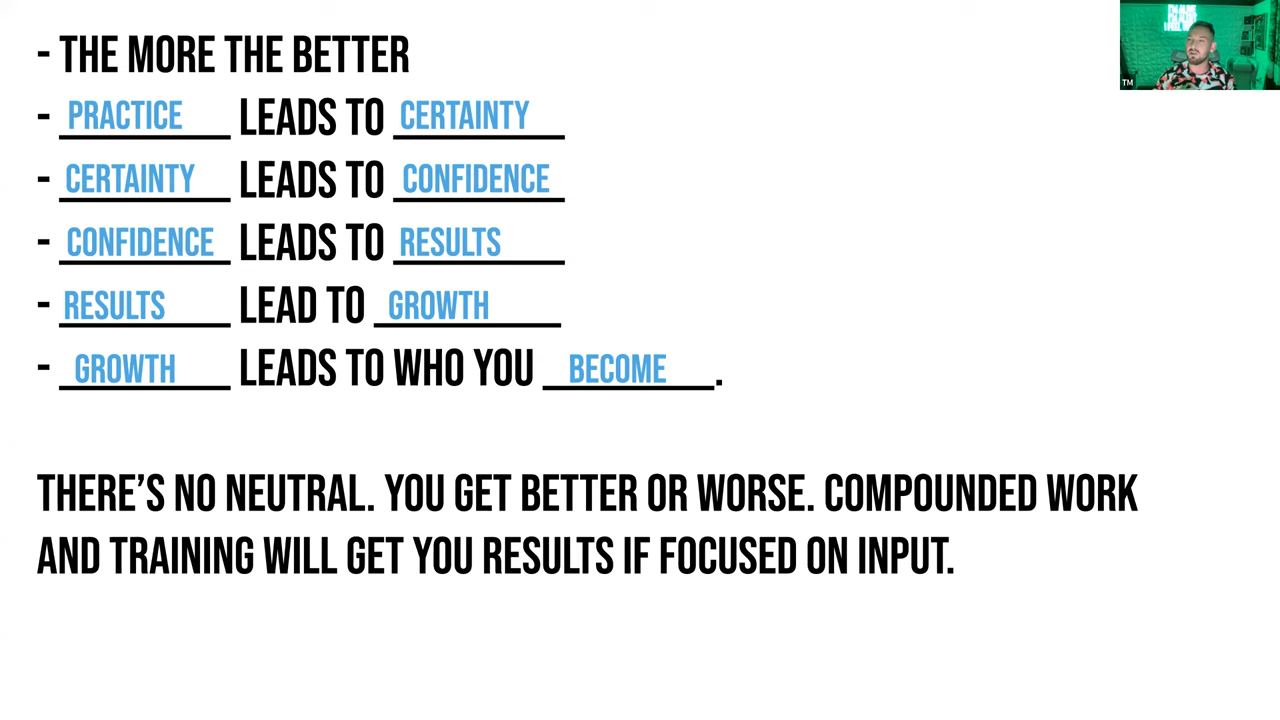 - THE MORE THE BETTER
- PRACTICE LEADS TO CERTAINTY
- CERTAINTY LEADS TO CONFIDENCE
- CONFIDENCE LEADS TO RESULTS
- RESULTS LEAD TO GROWTH
- GROWTH LEADS TO WHO YOU BECOME.
THERE'S NO NEUTRAL. YOU GET BETTER OR WORSE. COMPOUNDED WORK
AND TRAINING WILL GET YOU RESULTS IF FOCUSED ON INPUT.
TM